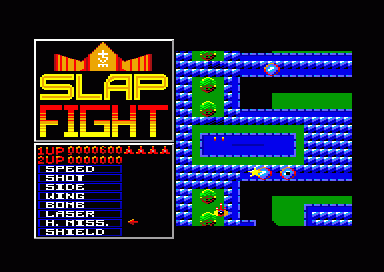 SLAP
FIGHT
1UP 0000600
2UP 0000000
SPEED
SHOT
SIDE
WING
BOMB
LASER
H. MISS.
SHIELD